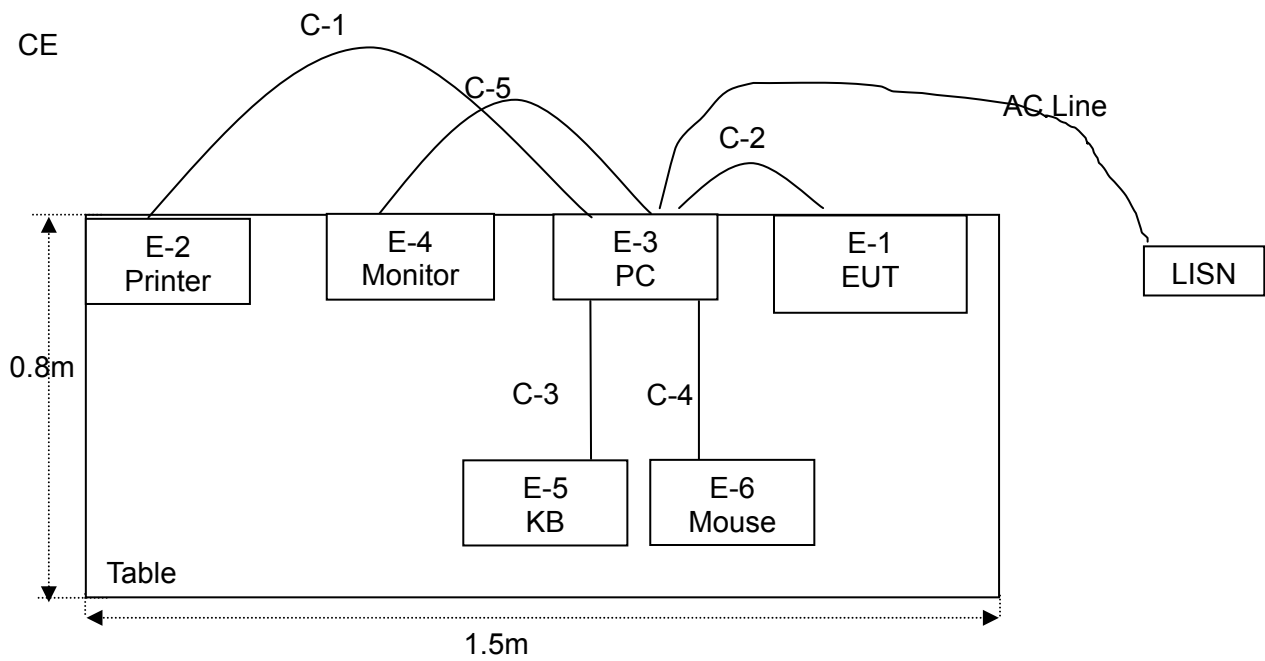 C-1
CE
C-5
AC Line
C-2
E-2
Printer
E-4
Monitor
E-3
PC
E-1
EUT
LISN
0.8m
C-3
C-4
E-5
KB
E-6
Mouse
Table
1.5m